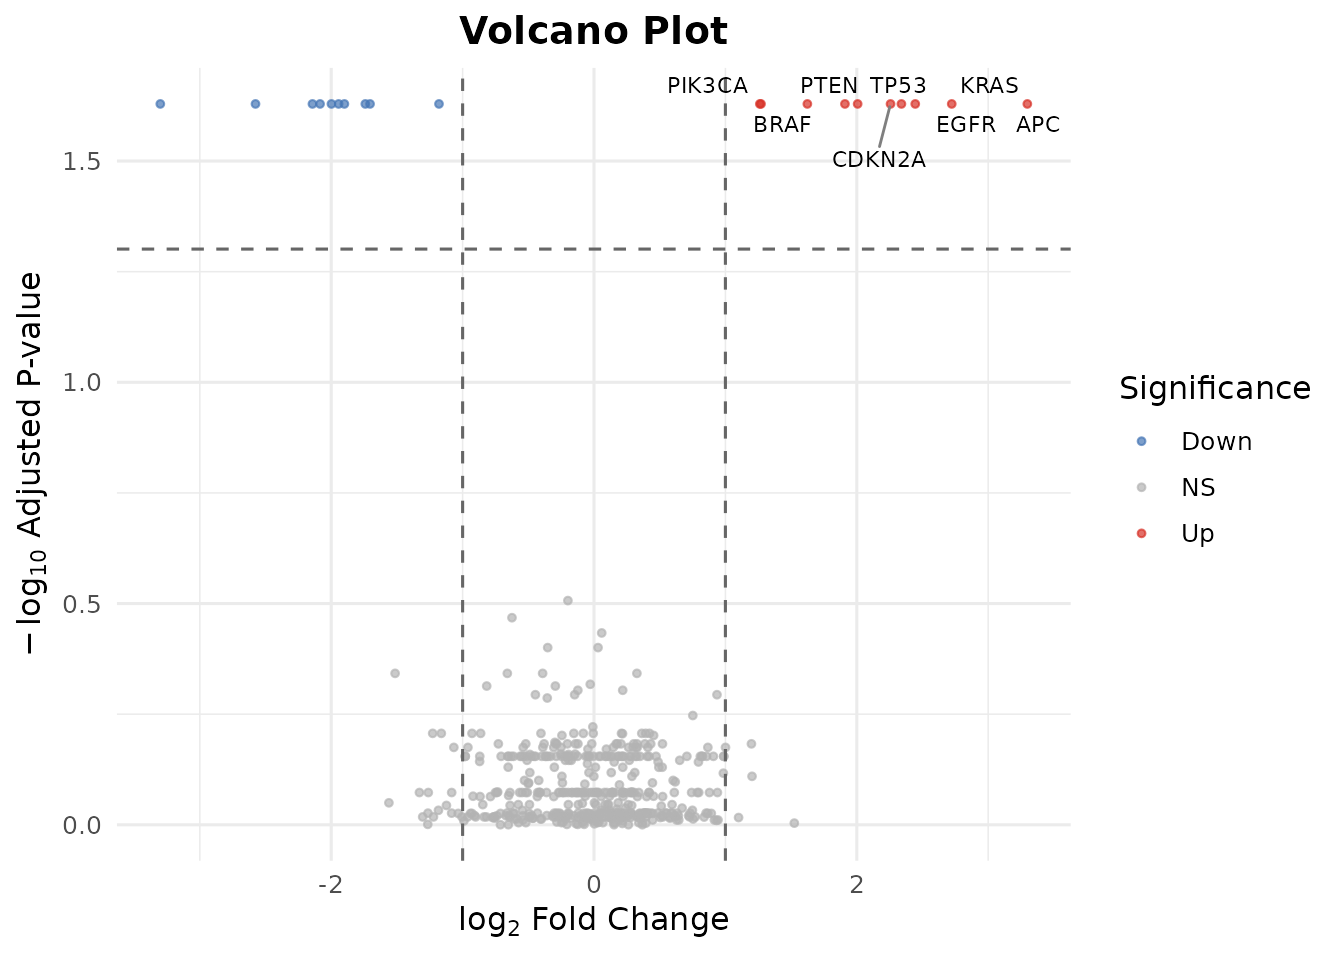 Volcano Plot
PIK3CA PTEN TP53 KRAS
BRAF EGFR APC
CDKN2A
1.5
1.0
0.5
0.0
−log10 Adjusted P-value
-2 0 2
log2 Fold Change
Significance
Down
NS
Up